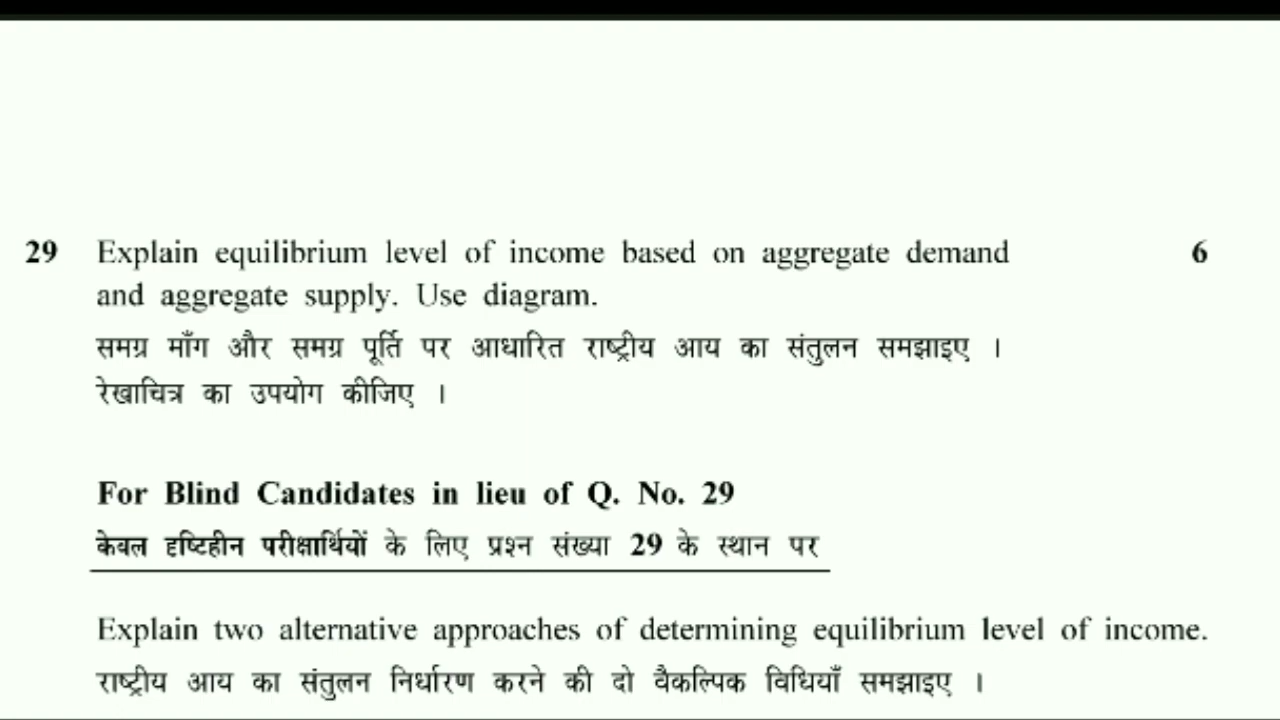 29 Explain equilibrium level of income based on aggregate demand 6
and aggregate supply. Use diagram.
समग्र माँग और समग्र पूर्ति पर आधारित राष्ट्रीय आय का संतुलन समझाइए ।
रेखाचित्र का उपयोग कीजिए ।
For Blind Candidates in lieu of Q. No. 29
केवल दृष्टिहीन परीक्षार्थियों के लिए प्रश्न संख्या 29 के स्थान पर
Explain two alternative approaches of determining equilibrium level of income.
राष्ट्रीय आय का संतुलन निर्धारण करने की दो वैकल्पिक विधियाँ समझाइए ।